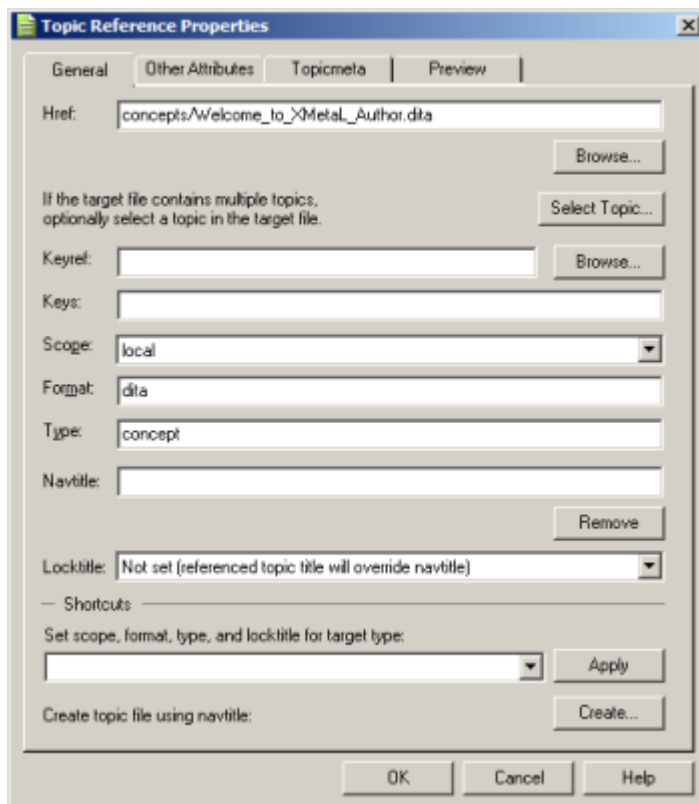 Topic Reference Properties
General Other Attributes Topicmeta Preview
Href: concepts/Welcome_to_XMetaL_Author.dita
Browse...
If the target file contains multiple topics,
optionally select a topic in the target file.
Select Topic...
Keyref: Browse...
Keys:
Scope: local
Format: dita
Type: concept
Navtitle:
Remove
Locktitle: Not set (referenced topic title will override navtitle)
Shortcuts
Set scope, format, type, and locktitle for target type:
Apply
Create topic file using navtitle: Create...
OK Cancel Help